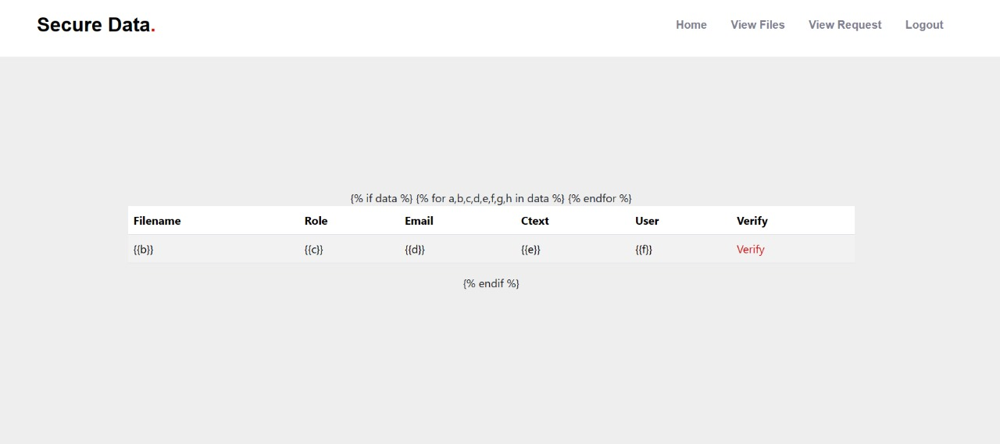 Secure Data.
Home View Files View Request Logout
{% if data %} {% for a,b,c,d,e,f,g,h in data %} {% endfor %}
Filename Role Email Ctext User Verify
{{b}} {{c}} {{d}} {{e}} {{f}} Verify
{% endif %}